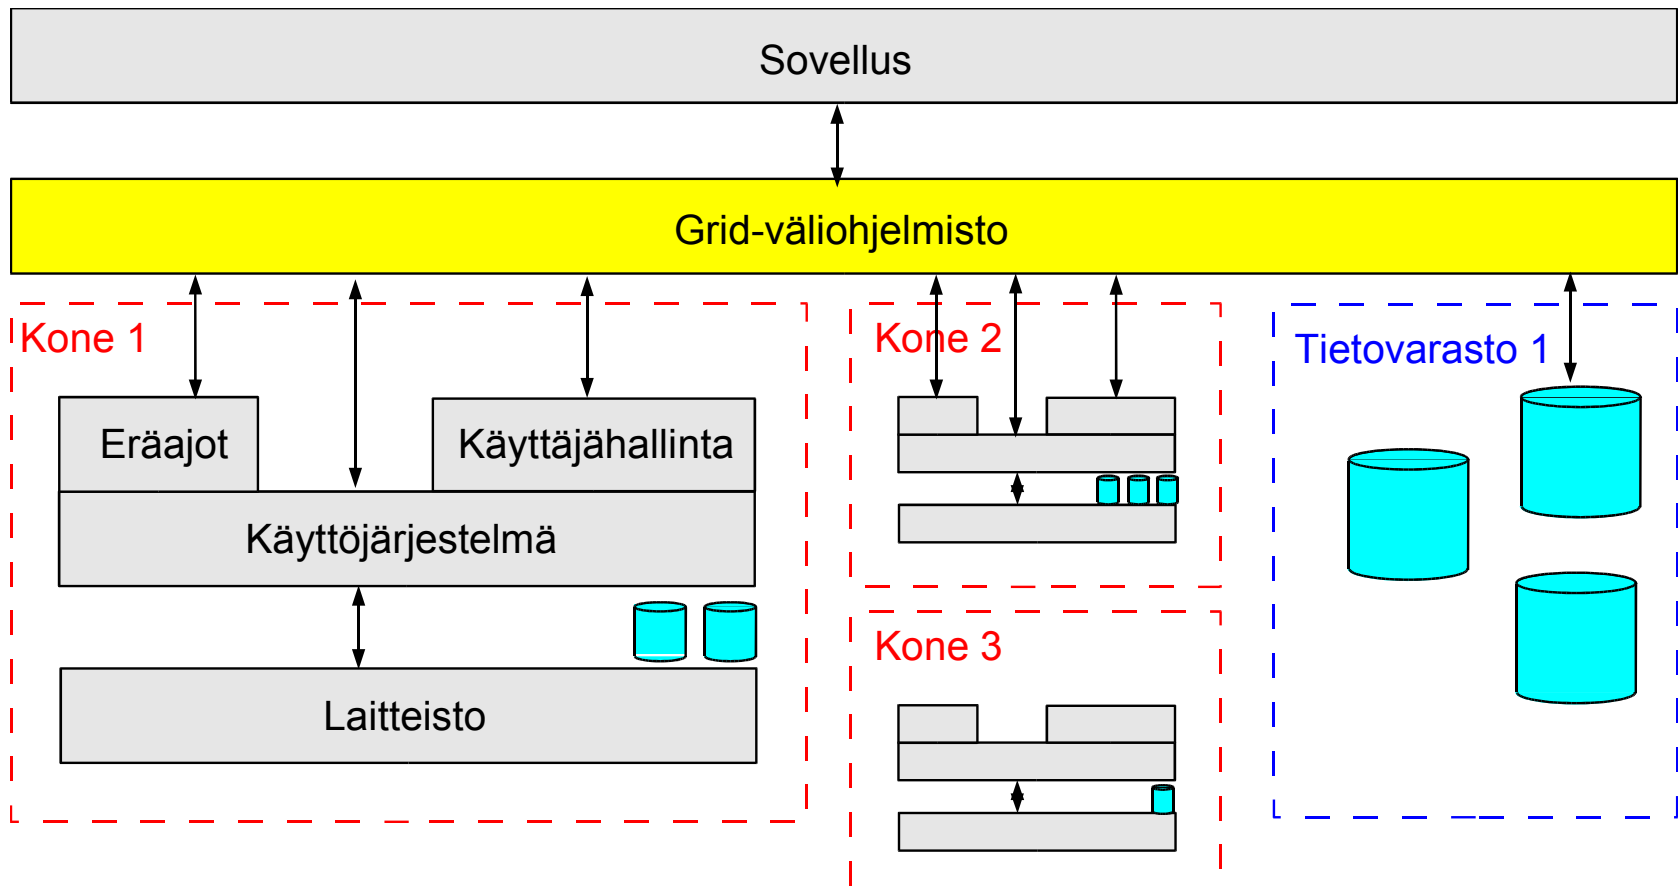 Sovellus
Grid-väliohjelmisto
Kone 1
Kone 2
Tietovarasto 1
Eräajot
Käyttäjähallinta
Käyttöjärjestelmä
Kone 3
Laitteisto